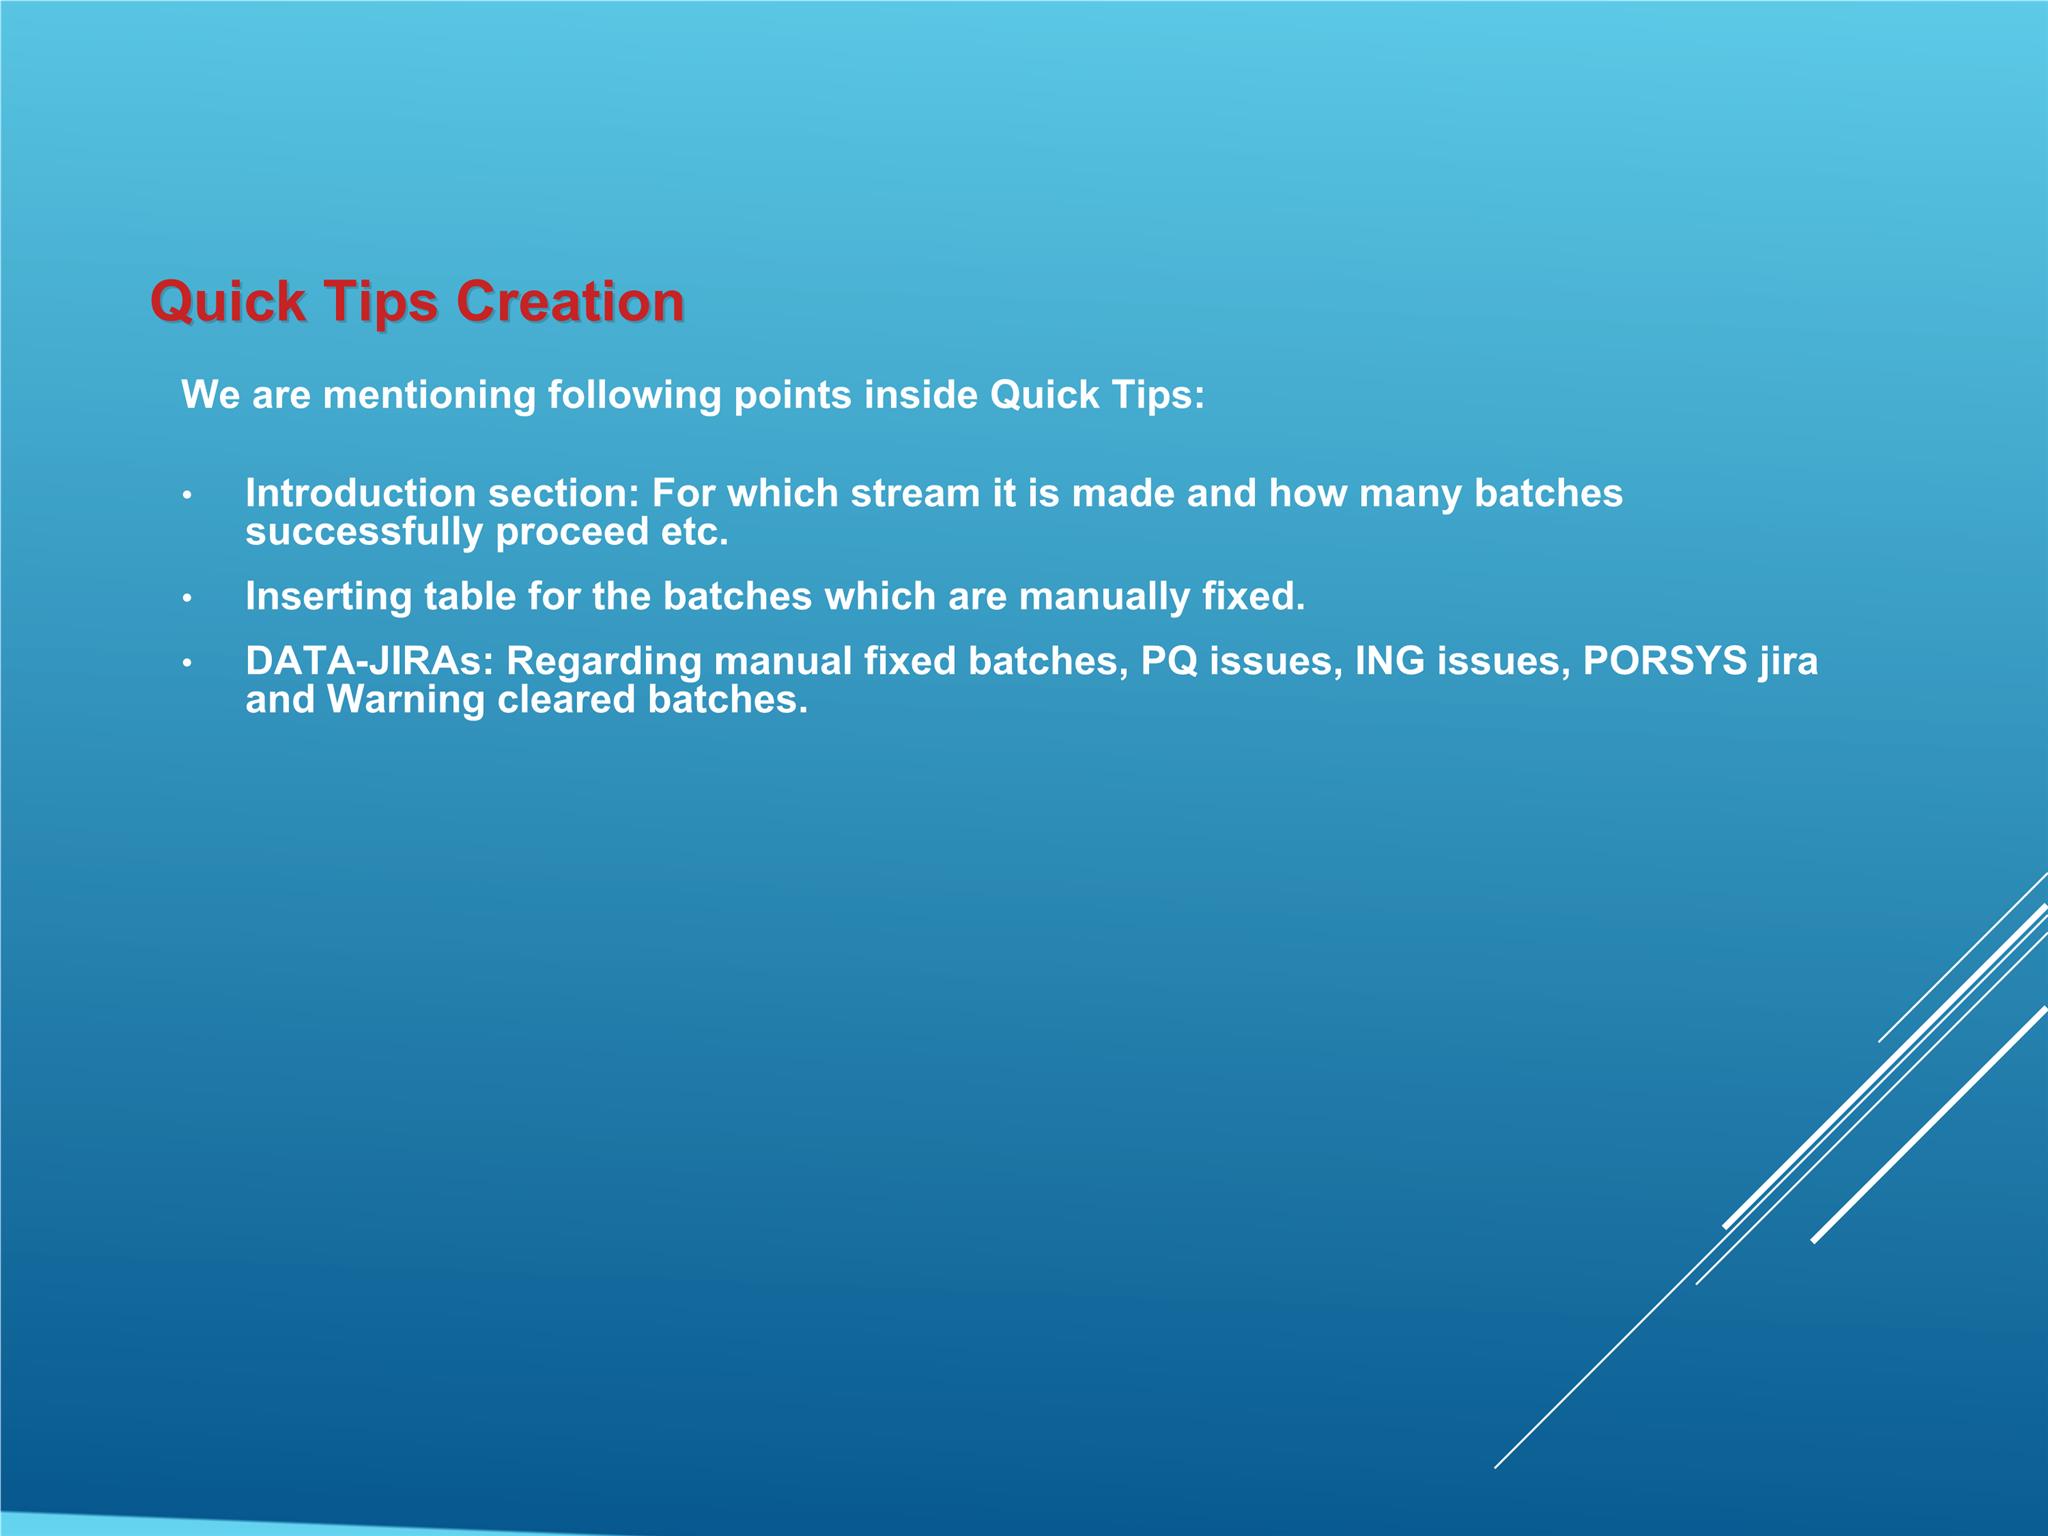 Quick Tips Creation
We are mentioning following points inside Quick Tips:
• Introduction section: For which stream it is made and how many batches
successfully proceed etc.
• Inserting table for the batches which are manually fixed.
• DATA-JIRAs: Regarding manual fixed batches, PQ issues, ING issues, PORSYS jira
and Warning cleared batches.